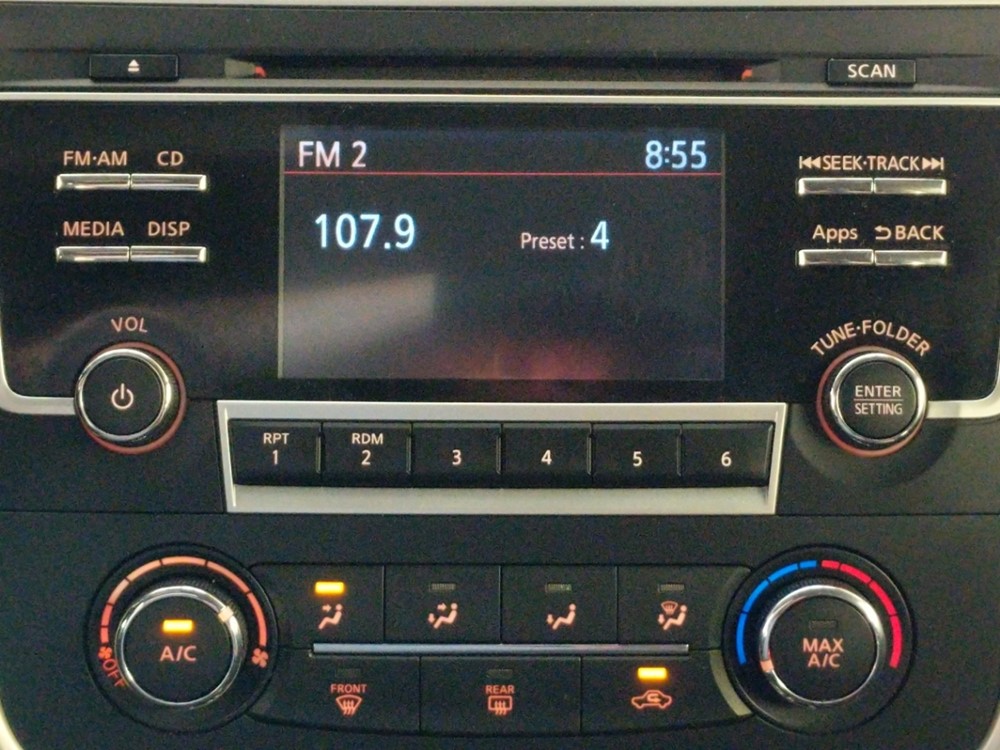 SCAN
FM·AM CD
FM 2 8:55
SEEK·TRACK
MEDIA DISP
107.9 Preset : 4
Apps BACK
VOL
TUNE·FOLDER
ENTER
SETTING
RPT RDM
1 2 3 4 5 6
A/C
OFF
MAX
A/C
FRONT REAR